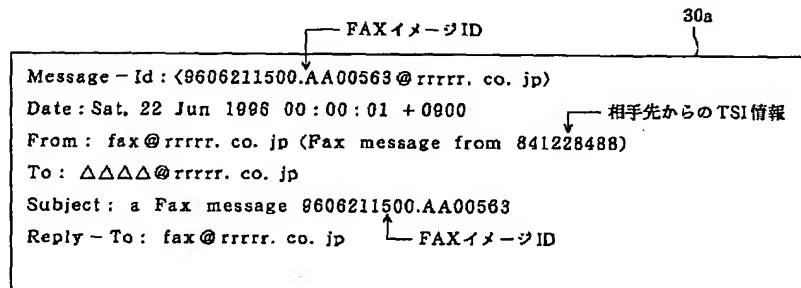 FAXイメージID
30a
Message-Id:〈9606211500.AA00563@rrrrr.co.jp〉
Date:Sat. 22 Jun 1996 00:00:01 +0900
相手先からのTSI情報
From: fax@rrrrr.co.jp (Fax message from 841228488)
To: △△△△@rrrrr.co.jp
Subject: a Fax message 9606211500.AA00563
Reply-To: fax@rrrrr.co.jp
FAXイメージID